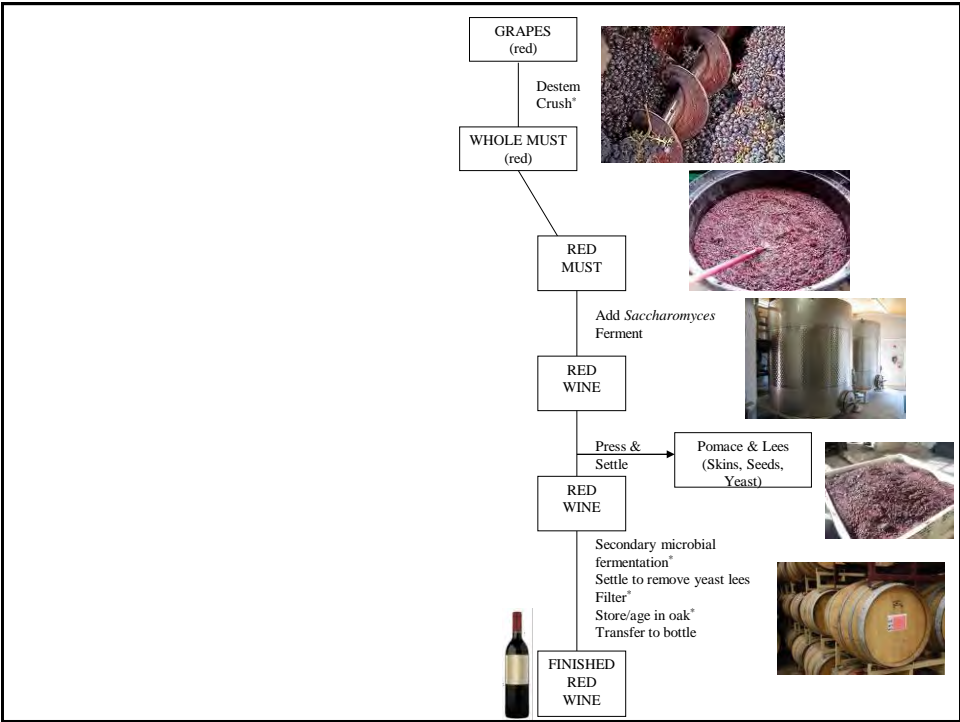 GRAPES
(red)
Destem
Crush*
WHOLE MUST
(red)
RED
MUST
Add Saccharomyces
Ferment
RED
WINE
Press &
Settle
Pomace & Lees
(Skins, Seeds,
Yeast)
RED
WINE
Secondary microbial
fermentation*
Settle to remove yeast lees
Filter*
Store/age in oak*
Transfer to bottle
FINISHED
RED
WINE